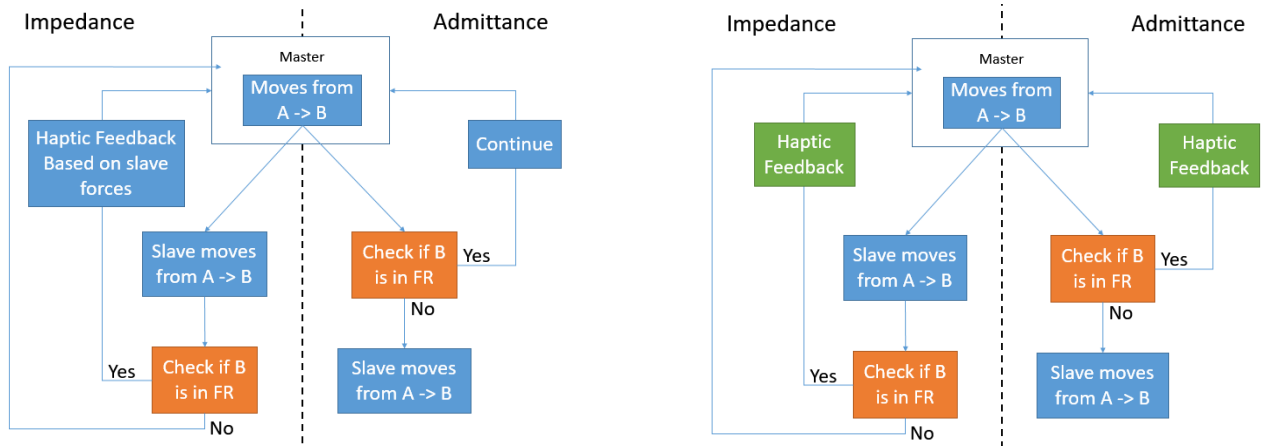 Impedance
Admittance
Master
Moves from
A -> B
Haptic Feedback
Based on slave
forces
Continue
Slave moves
from A -> B
Check if B
is in FR
Yes
No
Check if B
is in FR
Yes
No
Slave moves
from A -> B
Impedance
Admittance
Master
Moves from
A -> B
Haptic
Feedback
Haptic
Feedback
Slave moves
from A -> B
Check if B
is in FR
Yes
No
Check if B
is in FR
Yes
No
Slave moves
from A -> B